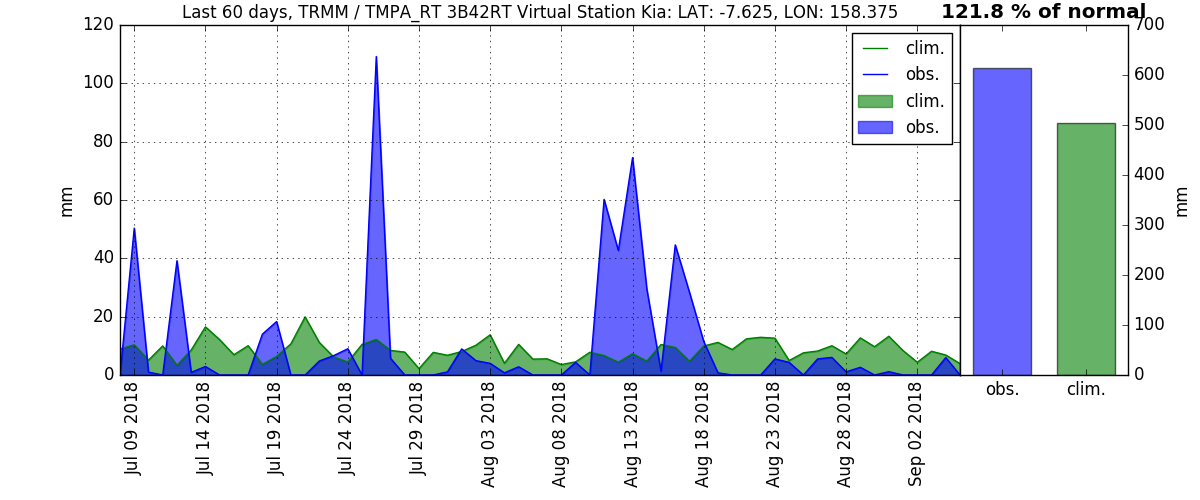 Last 60 days, TRMM / TMPA_RT 3B42RT Virtual Station Kia: LAT: -7.625, LON: 158.375
121.8 % of normal
mm
120
100
80
60
40
20
0
clim.
obs.
clim.
obs.
Jul 09 2018
Jul 14 2018
Jul 19 2018
Jul 24 2018
Jul 29 2018
Aug 03 2018
Aug 08 2018
Aug 13 2018
Aug 18 2018
Aug 23 2018
Aug 28 2018
Sep 02 2018
700
600
500
400
300
200
100
0
mm
obs.
clim.